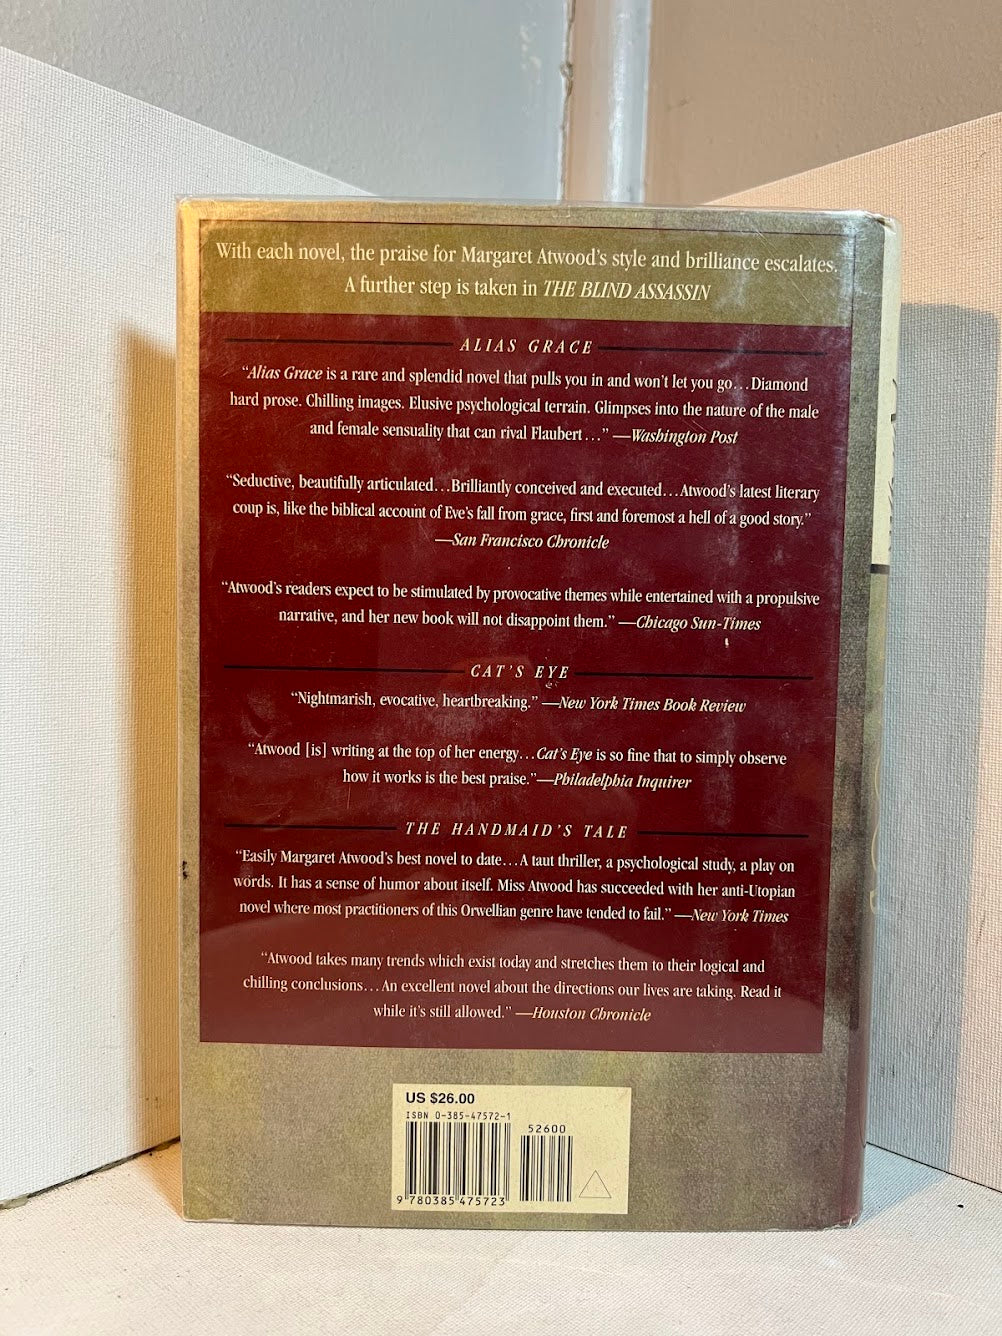 With each novel, the praise for Margaret Atwood's style and brilliance escalates.
A further step is taken in THE BLIND ASSASSIN
ALIAS GRACE
“Alias Grace is a rare and splendid novel that pulls you in and won't let you go...Diamond
hard prose. Chilling images. Elusive psychological terrain. Glimpses into the nature of the male
and female sensuality that can rival Flaubert...” —Washington Post
“Seductive, beautifully articulated...Brilliantly conceived and executed...Atwood's latest literary
coup is, like the biblical account of Eve's fall from grace, first and foremost a hell of a good story.”
—San Francisco Chronicle
“Atwood's readers expect to be stimulated by provocative themes while entertained with a propulsive
narrative, and her new book will not disappoint them.” —Chicago Sun-Times
CAT'S EYE
“Nightmarish, evocative, heartbreaking.” —New York Times Book Review
“Atwood [is] writing at the top of her energy...Cat's Eye is so fine that to simply observe
how it works is the best praise.”—Philadelphia Inquirer
THE HANDMAID'S TALE
“Easily Margaret Atwood's best novel to date...A taut thriller, a psychological study, a play on
words. It has a sense of humor about itself. Miss Atwood has succeeded with her anti-Utopian
novel where most practitioners of this Orwellian genre have tended to fail.” —New York Times
“Atwood takes many trends which exist today and stretches them to their logical and
chilling conclusions...An excellent novel about the directions our lives are taking. Read it
while it's still allowed.” —Houston Chronicle
US $26.00
ISBN 0-385-47572-1
52600
9 780385 475723